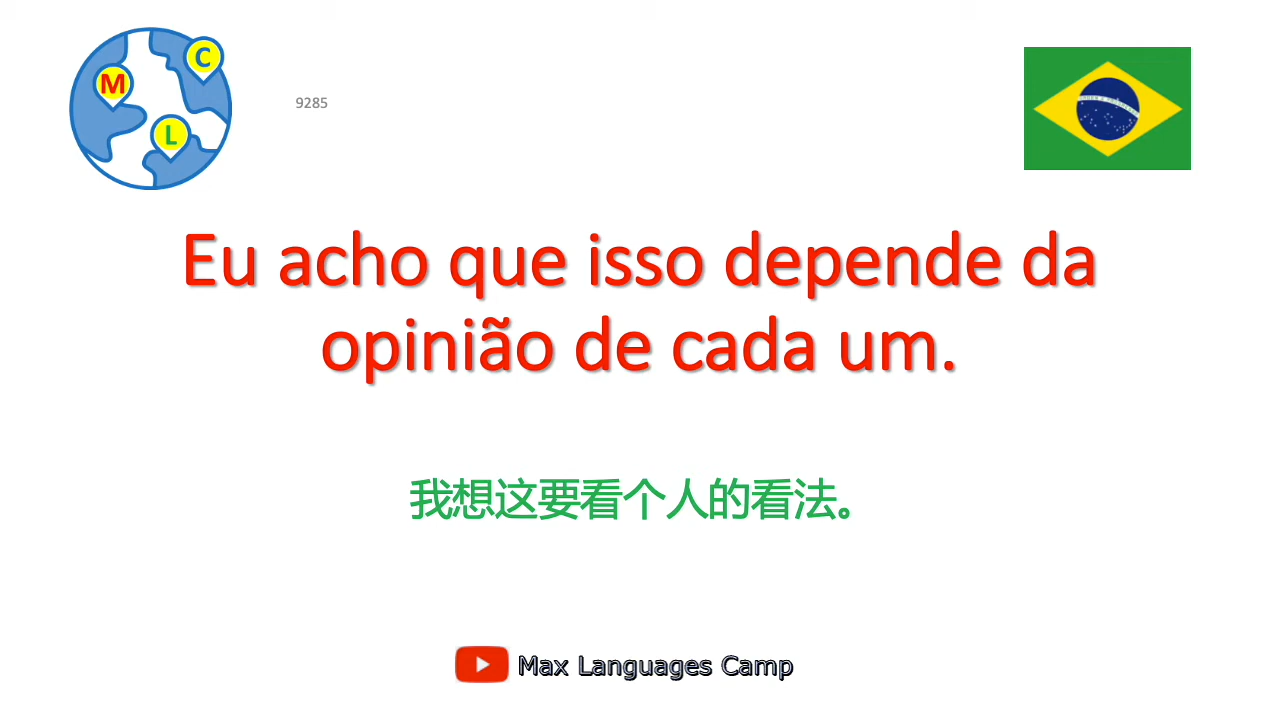 C
M
L
9285
Eu acho que isso depende da
opinião de cada um.
我想这要看个人的看法。
Max Languages Camp